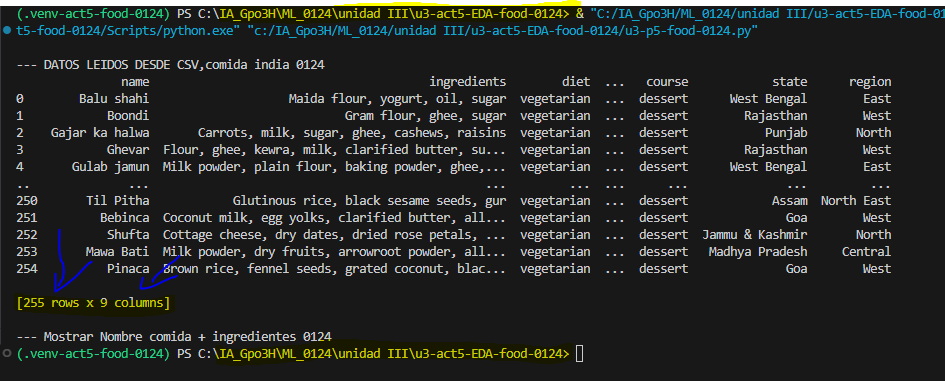 (.venv-act5-food-0124) PS C:\IA_Gpo3H\ML_0124\unidad III\u3-act5-EDA-food-0124> & "C:/IA_Gpo3H/ML_0124/unidad III/u3-act5-EDA-food-01
t5-food-0124/Scripts/python.exe" "c:/IA_Gpo3H/ML_0124/unidad III/u3-act5-EDA-food-0124/u3-p5-food-0124.py"
--- DATOS LEIDOS DESDE CSV,comida india 0124
name ingredients diet ... course state region
0 Balu shahi Maida flour, yogurt, oil, sugar vegetarian ... dessert West Bengal East
1 Boondi Gram flour, ghee, sugar vegetarian ... dessert Rajasthan West
2 Gajar ka halwa Carrots, milk, sugar, ghee, cashews, raisins vegetarian ... dessert Punjab North
3 Ghevar Flour, ghee, kewra, milk, clarified butter, su... vegetarian ... dessert Rajasthan West
4 Gulab jamun Milk powder, plain flour, baking powder, ghee,... vegetarian ... dessert West Bengal East
.. ... ... ... ... ... ... ...
250 Til Pitha Glutinous rice, black sesame seeds, gur vegetarian ... dessert Assam North East
251 Bebinca Coconut milk, egg yolks, clarified butter, all... vegetarian ... dessert Goa West
252 Shufta Cottage cheese, dry dates, dried rose petals, ... vegetarian ... dessert Jammu & Kashmir North
253 Mawa Bati Milk powder, dry fruits, arrowroot powder, all... vegetarian ... dessert Madhya Pradesh Central
254 Pinaca Brown rice, fennel seeds, grated coconut, blac... vegetarian ... dessert Goa West
[255 rows x 9 columns]
--- Mostrar Nombre comida + ingredientes 0124
(.venv-act5-food-0124) PS C:\IA_Gpo3H\ML_0124\unidad III\u3-act5-EDA-food-0124>